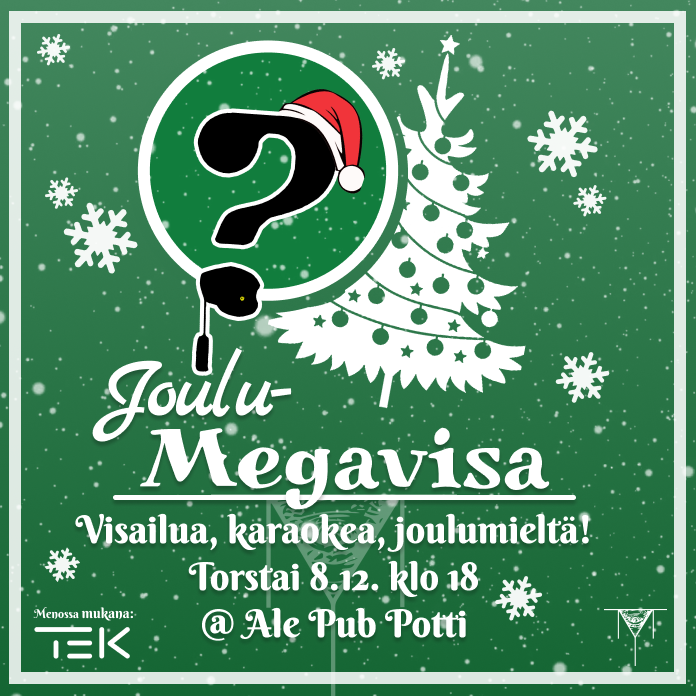 ?
Joulu-
Megavisa
Visailua, karaokea, joulumieltä!
Torstai 8.12. klo 18
@ Ale Pub Potti
Menossa mukana:
TEK